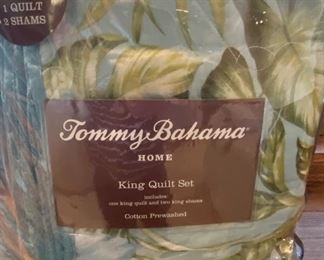 1 QUILT
2 SHAMS
Tommy Bahama®
HOME
King Quilt Set
includes:
one king quilt and two king shams
Cotton Prewashed